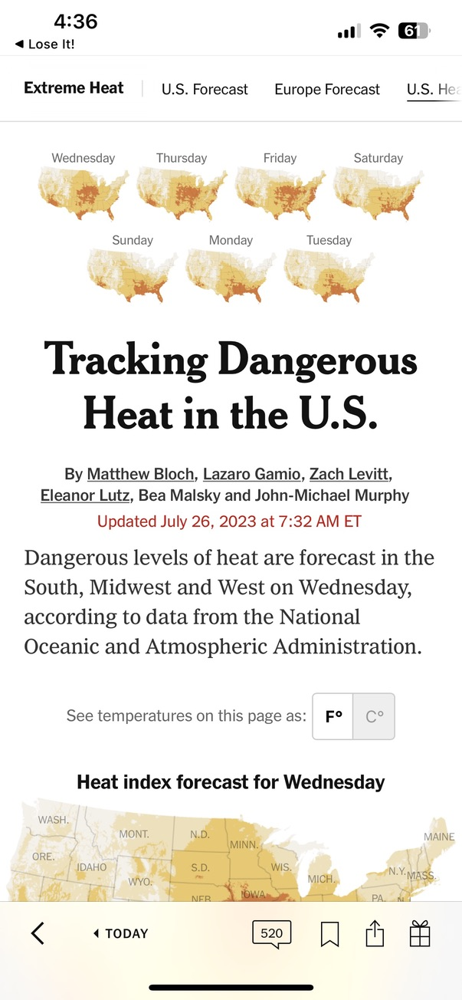 4:36
61
◀ Lose It!
Extreme Heat
U.S. Forecast
Europe Forecast
U.S. Hea
Wednesday
Thursday
Friday
Saturday
Sunday
Monday
Tuesday
Tracking Dangerous
Heat in the U.S.
By Matthew Bloch, Lazaro Gamio, Zach Levitt,
Eleanor Lutz, Bea Malsky and John-Michael Murphy
Updated July 26, 2023 at 7:32 AM ET
Dangerous levels of heat are forecast in the
South, Midwest and West on Wednesday,
according to data from the National
Oceanic and Atmospheric Administration.
See temperatures on this page as:
F°
C°
Heat index forecast for Wednesday
WASH.
MONT.
N.D.
MINN.
MAINE
ORE.
IDAHO
S.D.
WIS.
MICH.
N.Y.
MASS.
WYO.
NEB
IOWA
PA.
N
TODAY
520